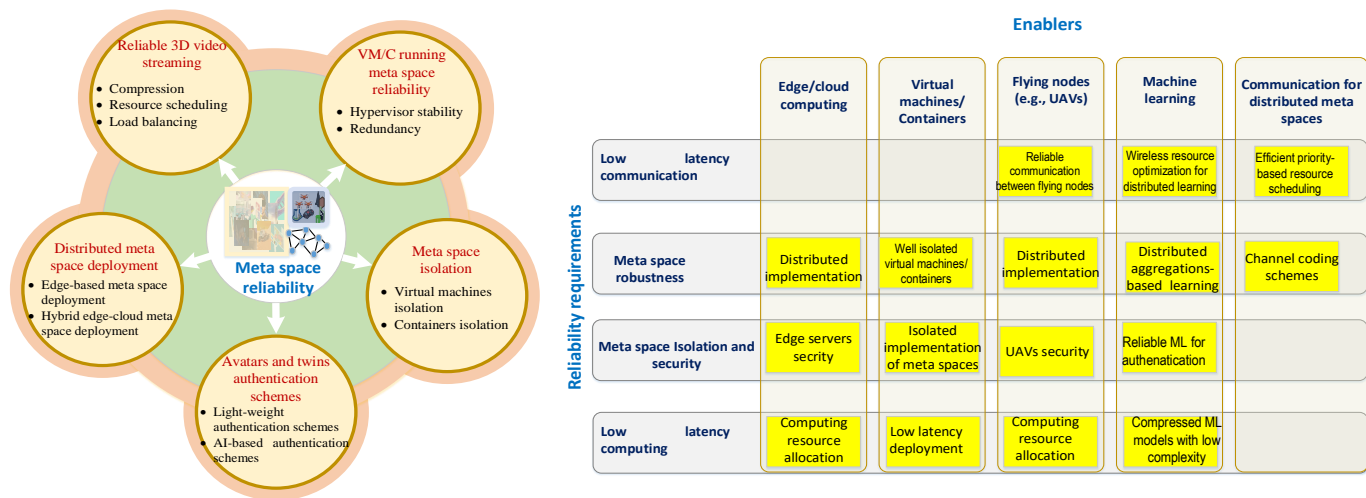 Reliable 3D video
streaming
• Compression
• Resource scheduling
• Load balancing
VM/C running
meta space
reliability
• Hypervisor stability
• Redundancy
Distributed meta
space deployment
• Edge-based meta space
deployment
• Hybrid edge-cloud meta
space deployment
Meta space
reliability
Meta space
isolation
• Virtual machines
isolation
• Containers isolation
Avatars and twins
authentication
schemes
• Light-weight
authentication schemes
• AI-based authentication
schemes
Enablers
Reliability requirements
Edge/cloud
computing
Virtual
machines/
Containers
Flying nodes
(e.g., UAVs)
Machine
learning
Communication for
distributed meta
spaces
Low latency
communication
Reliable
communication
between flying nodes
Wireless resource
optimization for
distributed learning
Efficient priority-
based resource
scheduling
Meta space
robustness
Distributed
implementation
Well isolated
virtual machines/
containers
Distributed
implementation
Distributed
aggregations-
based learning
Channel coding
schemes
Meta space Isolation and
security
Edge servers
secrity
Isolated
implementation
of meta spaces
UAVs security
Reliable ML for
authenatication
Low latency
computing
Computing
resource
allocation
Low latency
deployment
Computing
resource
allocation
Compressed ML
models with low
complexity